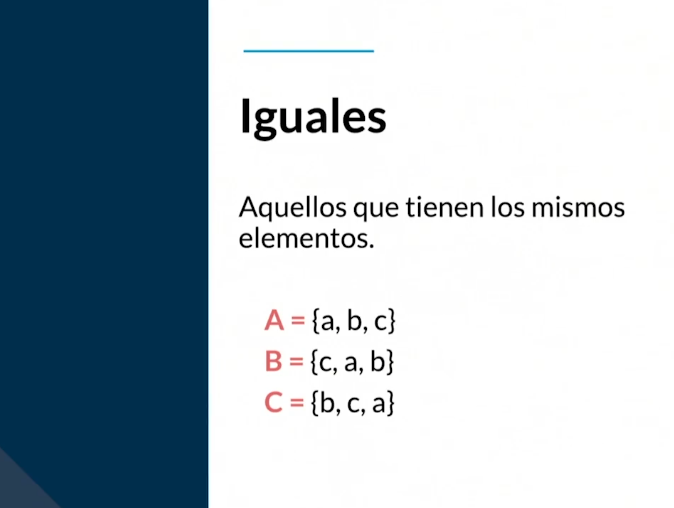 Iguales
Aquellos que tienen los mismos
elementos.
A = {a, b, c}
B = {c, a, b}
C = {b, c, a}